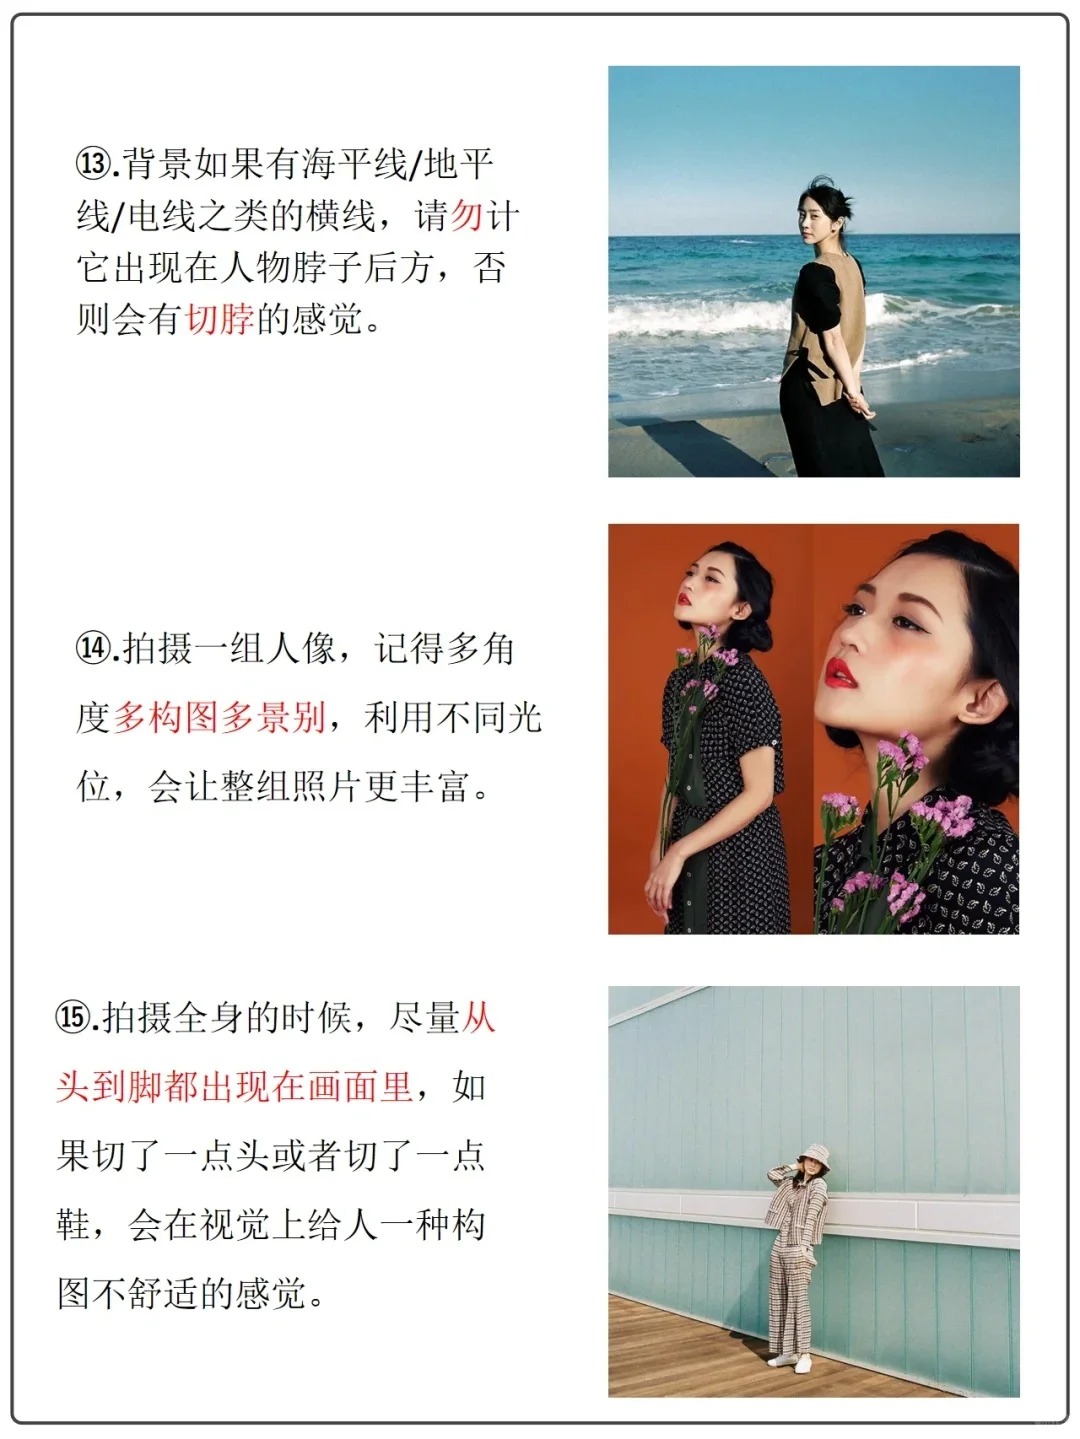 ⑬.背景如果有海平线/地平
线/电线之类的横线，请勿计
它出现在人物脖子后方，否
则会有切脖的感觉。
⑭.拍摄一组人像，记得多角
度多构图多景别，利用不同光
位，会让整组照片更丰富。
⑮.拍摄全身的时候，尽量从
头到脚都出现在画面里，如
果切了一点头或者切了一点
鞋，会在视觉上给人一种构
图不舒适的感觉。